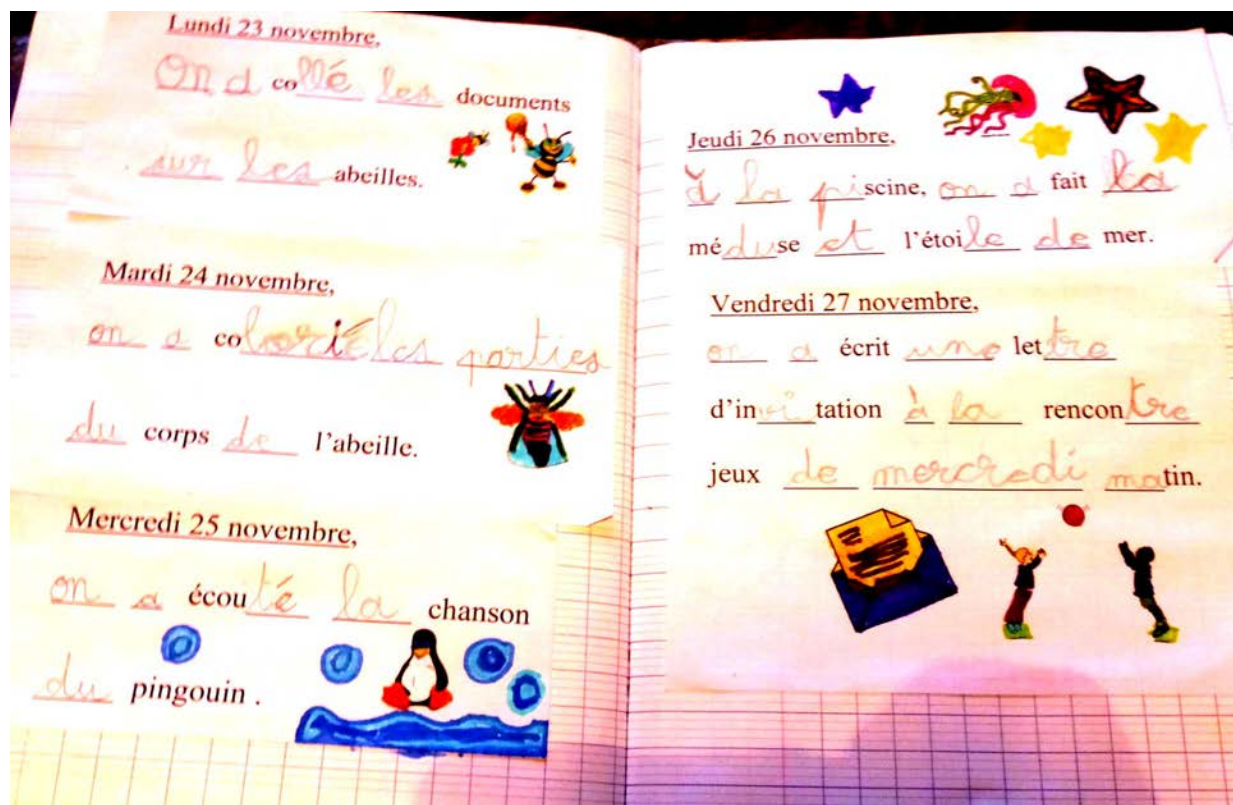 Lundi 23 novembre,
On a collé les documents
sur les abeilles.
Mardi 24 novembre,
on a colorié les parties
du corps de l'abeille.
Mercredi 25 novembre,
on a écouté la chanson
du pingouin .
Jeudi 26 novembre,
à la piscine, on a fait la
méduse et l'étoile de mer.
Vendredi 27 novembre,
on a écrit une lettre
d'invitation à la rencontre
jeux de mercredi matin.